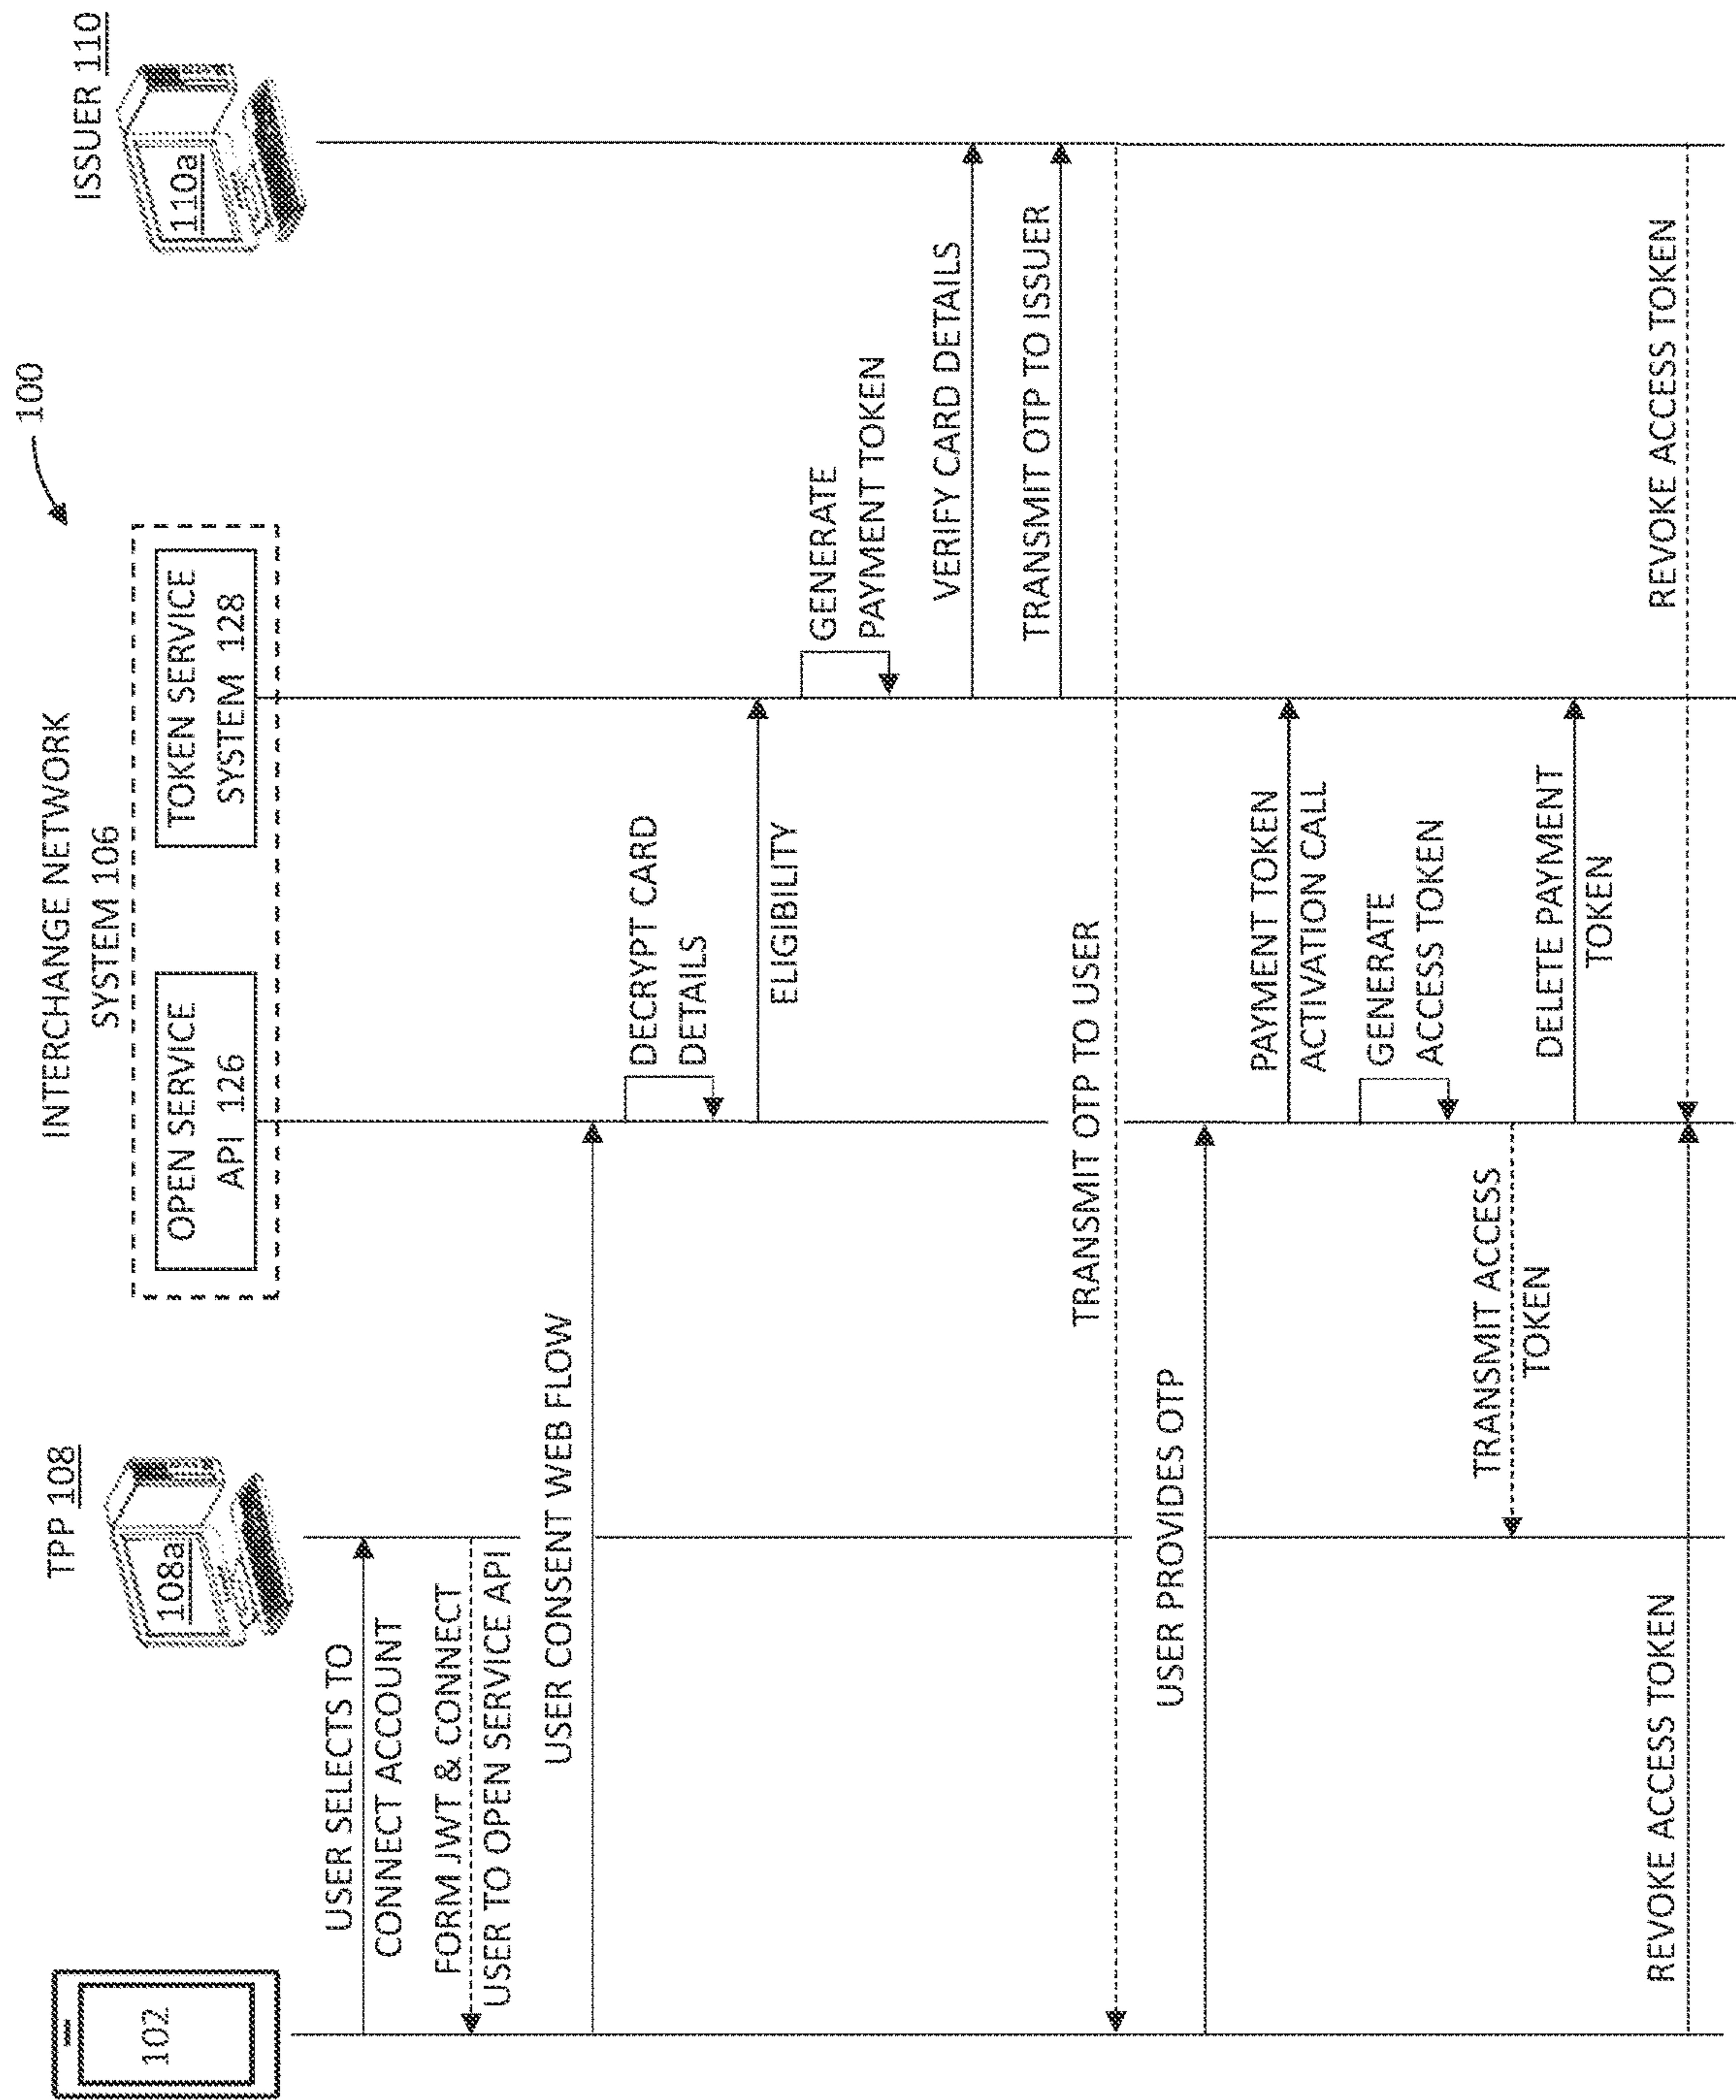 100
102
TPP 108
108a
INTERCHANGE NETWORK
SYSTEM 106
OPEN SERVICE
API 126
TOKEN SERVICE
SYSTEM 128
ISSUER 110
110a
USER SELECTS TO
CONNECT ACCOUNT
FORM JWT & CONNECT
USER TO OPEN SERVICE API
USER CONSENT WEB FLOW
DECRYPT CARD
DETAILS
ELIGIBILITY
GENERATE
PAYMENT TOKEN
VERIFY CARD DETAILS
TRANSMIT OTP TO ISSUER
TRANSMIT OTP TO USER
USER PROVIDES OTP
PAYMENT TOKEN
ACTIVATION CALL
GENERATE
ACCESS TOKEN
TRANSMIT ACCESS
TOKEN
DELETE PAYMENT
TOKEN
REVOKE ACCESS TOKEN
REVOKE ACCESS TOKEN